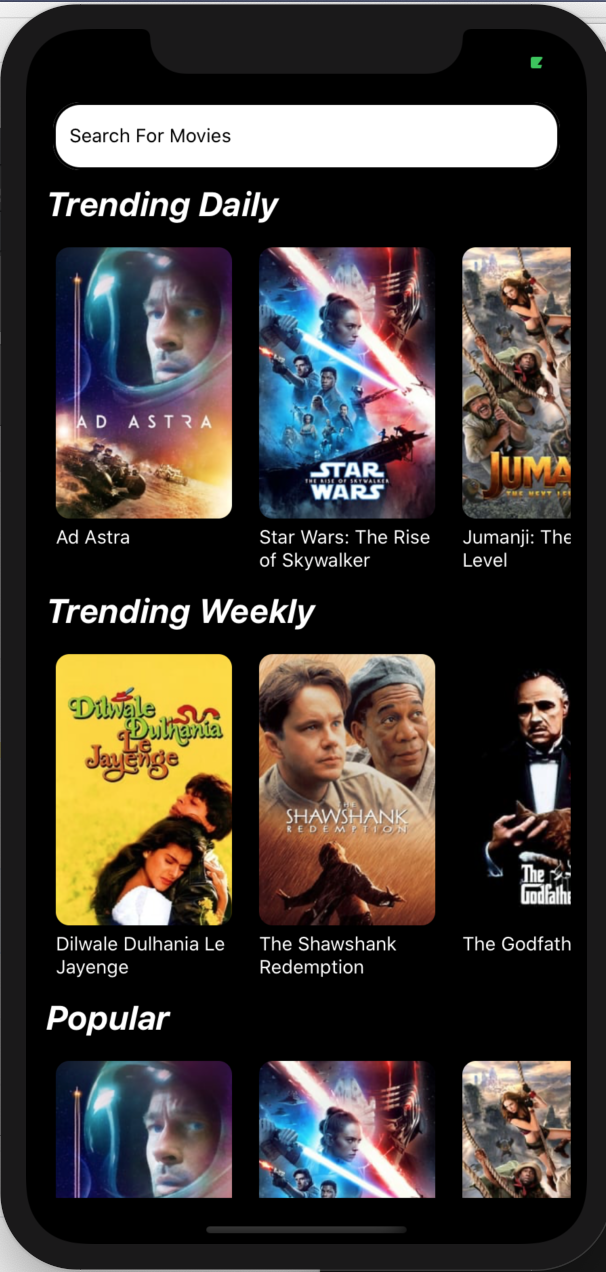 Search For Movies
Trending Daily
AD ASTRA
STAR
THE RISE OF SKYWALKER
WARS
JUMA
THE NEXT LE
Ad Astra
Star Wars: The Rise
of Skywalker
Jumanji: The
Level
Trending Weekly
Dilwale
Dulhania
Le
Jayenge
THE
SHAWSHANK
REDEMPTION
The
Godfathe
Dilwale Dulhania Le
Jayenge
The Shawshank
Redemption
The Godfath
Popular